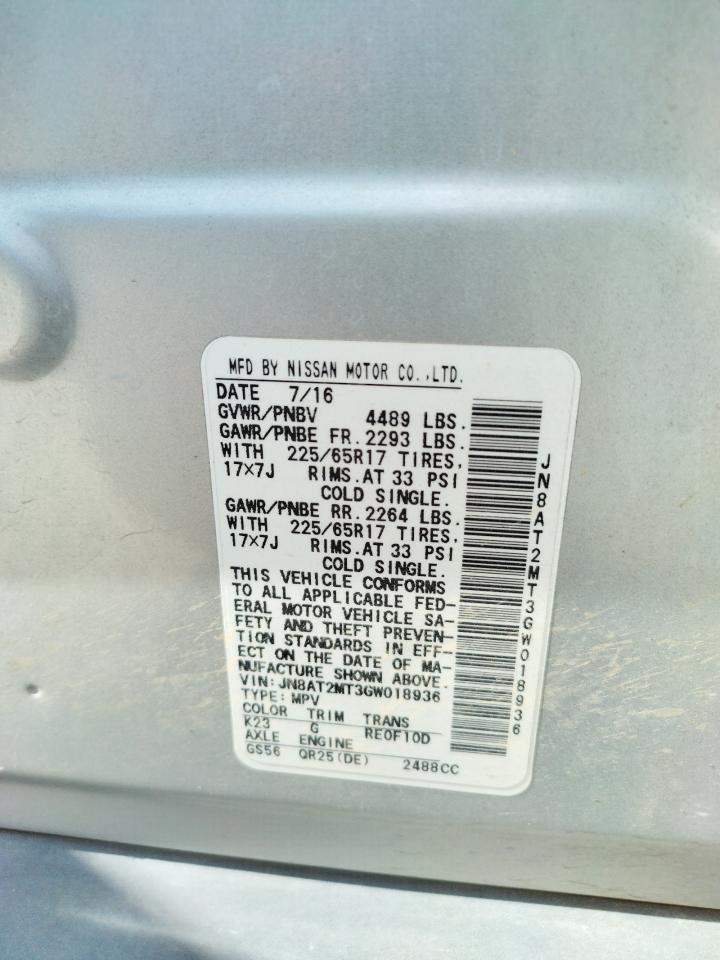 MFD BY NISSAN MOTOR CO.,LTD.
DATE 7/16
GVWR/PNBV 4489 LBS.
GAWR/PNBE FR.2293 LBS.
WITH 225/65R17 TIRES,
17×7J RIMS.AT 33 PSI
COLD SINGLE.
GAWR/PNBE RR.2264 LBS.
WITH 225/65R17 TIRES,
17×7J RIMS.AT 33 PSI
COLD SINGLE.
THIS VEHICLE CONFORMS
TO ALL APPLICABLE FED-
ERAL MOTOR VEHICLE SA-
FETY AND THEFT PREVEN-
TION STANDARDS IN EFF-
ECT ON THE DATE OF MA-
NUFACTURE SHOWN ABOVE.
VIN: JN8AT2MT3GW018936
TYPE: MPV
COLOR TRIM TRANS
K23 G RE0F10D
AXLE ENGINE
GS56 QR25(DE) 2488CC
JN8AT2MT3GW018936